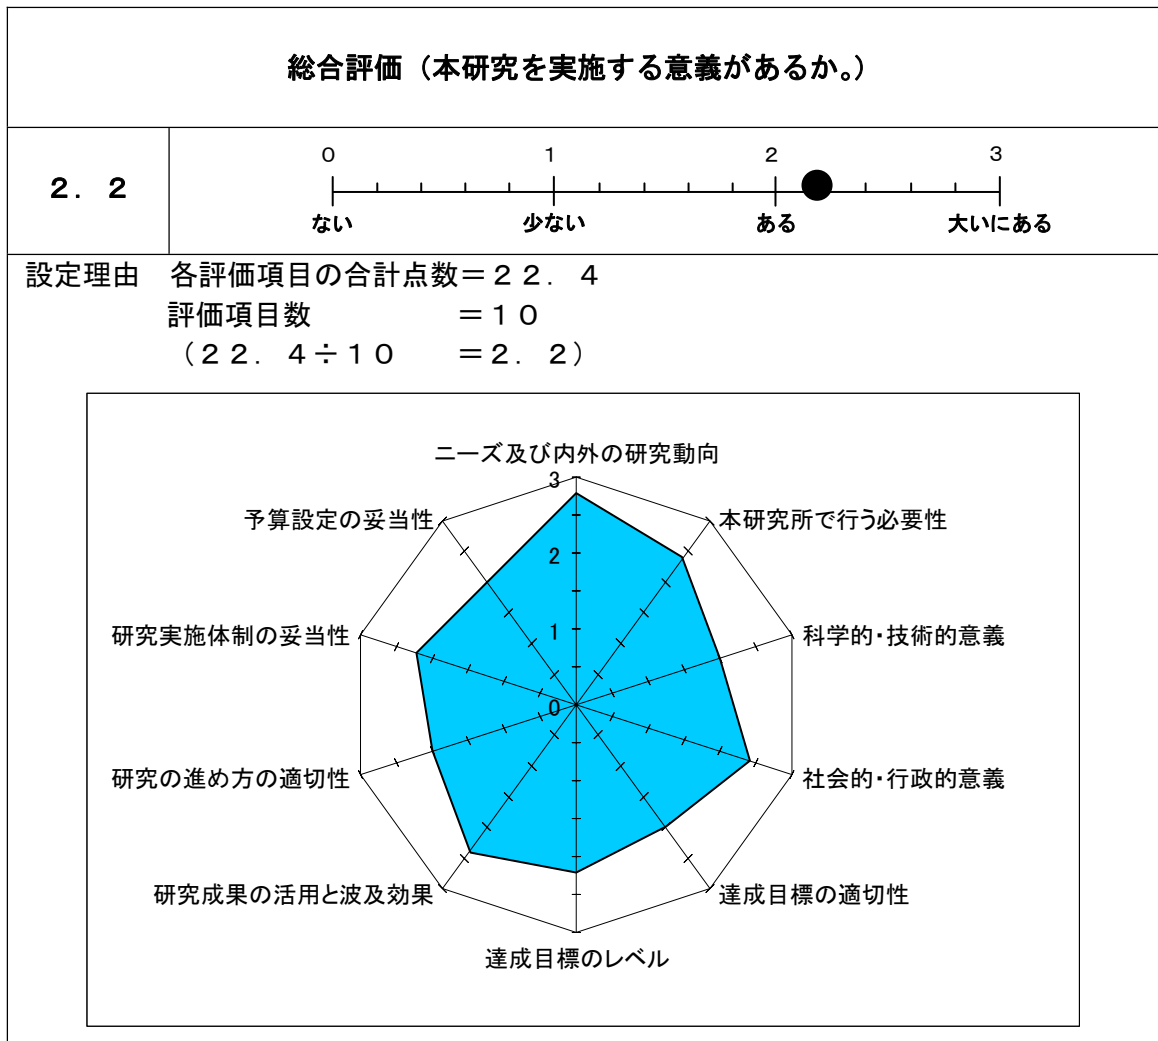 総合評価（本研究を実施する意義があるか。）
２．２
0 1 2 3
ない 少ない ある 大いにある
設定理由　各評価項目の合計点数＝２２．４
評価項目数　＝１０
（２２．４÷１０　＝２．２）
ニーズ及び内外の研究動向
3
予算設定の妥当性 本研究所で行う必要性
2
研究実施体制の妥当性 1 科学的・技術的意義
0
研究の進め方の適切性 社会的・行政的意義
研究成果の活用と波及効果 達成目標の適切性
達成目標のレベル